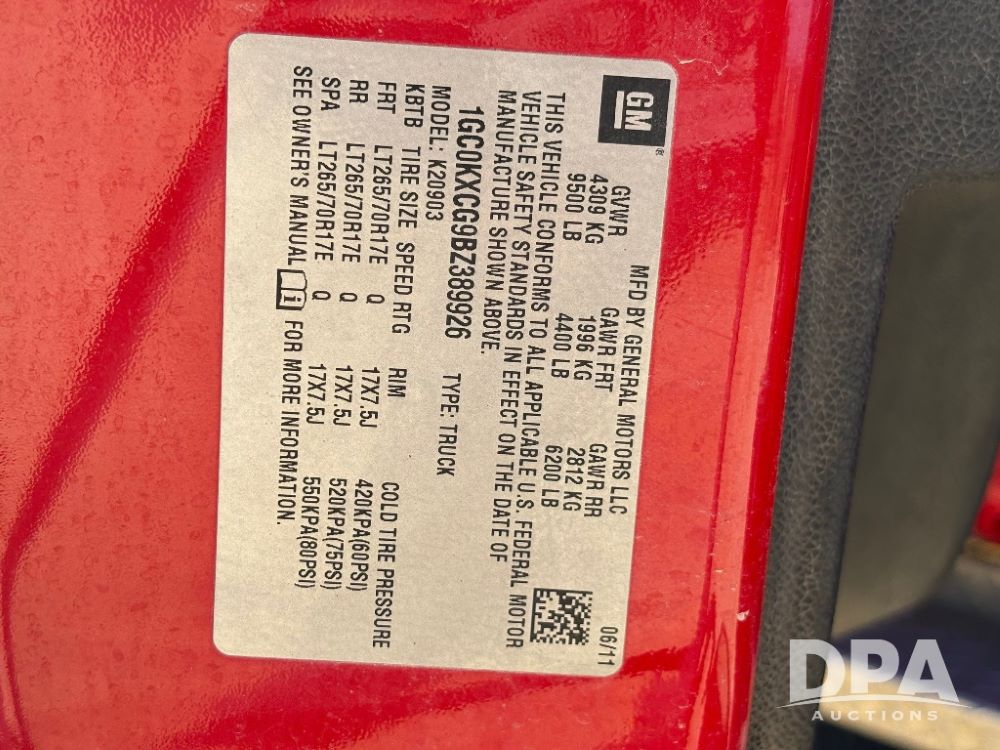 GM®
MFD BY GENERAL MOTORS LLC 06/11
GVWR GAWR FRT GAWR RR
4309 KG 1996 KG 2812 KG
9500 LB 4400 LB 6200 LB
THIS VEHICLE CONFORMS TO ALL APPLICABLE U.S. FEDERAL MOTOR
VEHICLE SAFETY STANDARDS IN EFFECT ON THE DATE OF
MANUFACTURE SHOWN ABOVE.
1GC0KXCG9BZ389926 TYPE: TRUCK
MODEL: K20903
KBTB TIRE SIZE SPEED RTG RIM COLD TIRE PRESSURE
FRT LT265/70R17E Q 17X7.5J 420KPA(60PSI)
RR LT265/70R17E Q 17X7.5J 520KPA(75PSI)
SPA LT265/70R17E Q 17X7.5J 550KPA(80PSI)
SEE OWNER'S MANUAL i FOR MORE INFORMATION.
DPA
AUCTIONS